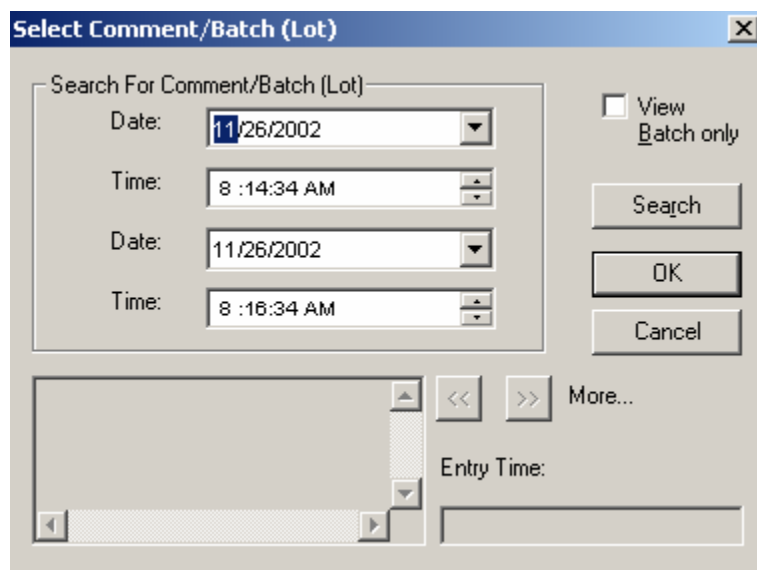 Select Comment/Batch (Lot)
Search For Comment/Batch (Lot)
Date:
11/26/2002
Time:
8 :14:34 AM
Date:
11/26/2002
Time:
8 :16:34 AM
View
Batch only
Search
OK
Cancel
<<
>>
More...
Entry Time: